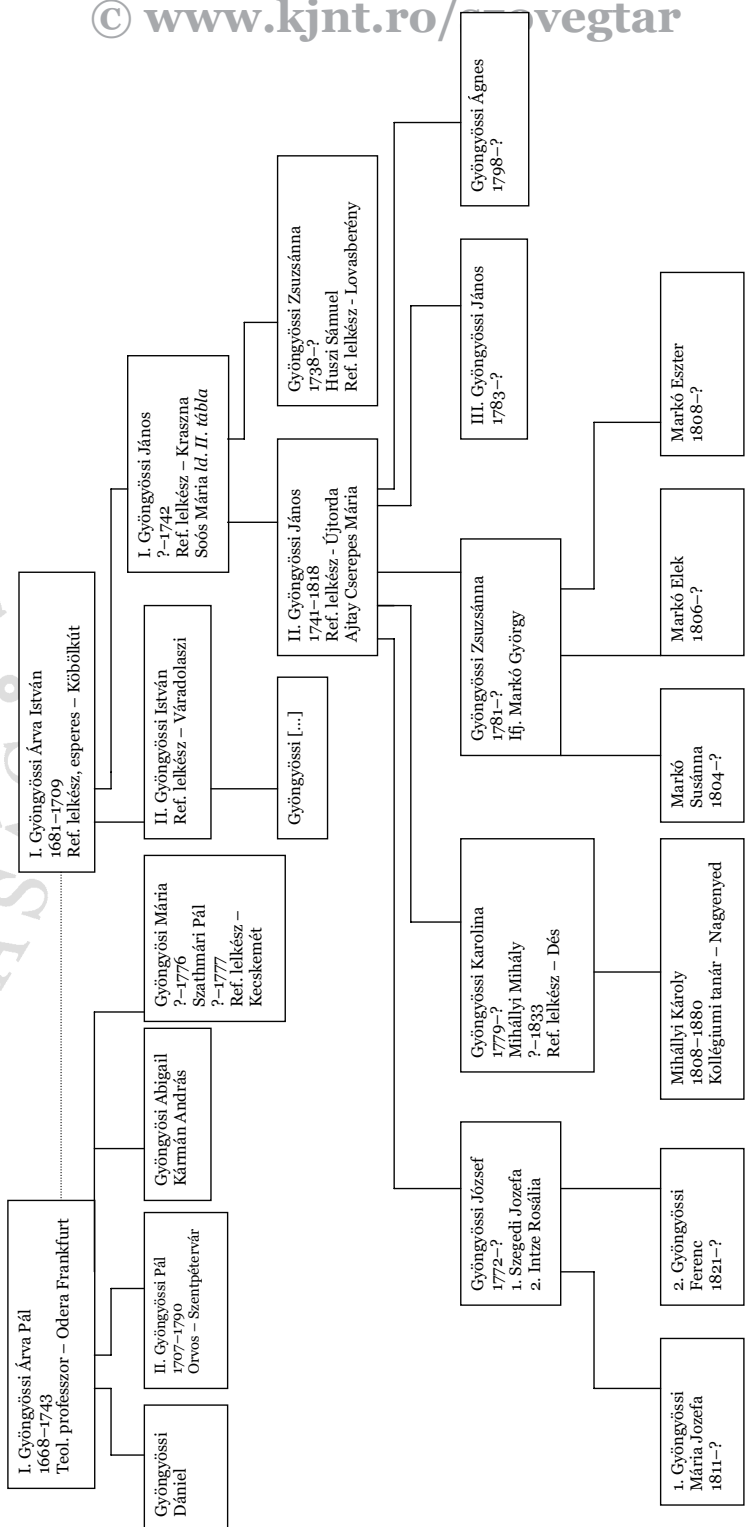 © www.kjnt.ro/szovegtar
I. Gyöngyössi Árva Pál
1668–1743
Teol. professzor – Odera Frankfurt
I. Gyöngyössi Árva István
1681–1709
Ref. lelkész, esperes – Köbölkút
Gyöngyössi
Dániel
II. Gyöngyössi Pál
1707–1790
Orvos – Szentpétervár
Gyöngyösi Abigail
Kármán András
Gyöngyösi Mária
?–1776
Szathmári Pál
?–1777
Ref. lelkész –
Kecskemét
II. Gyöngyössi István
Ref. lelkész – Váradolaszi
I. Gyöngyössi János
?–1742
Ref. lelkész – Kraszna
Soós Mária ld. II. tábla
Gyöngyössi [...]
II. Gyöngyössi János
1741–1818
Ref. lelkész - Újtorda
Ajtay Cserepes Mária
Gyöngyössi Zsuzsánna
1738–?
Huszi Sámuel
Ref. lelkész - Lovasberény
Gyöngyössi József
1772–?
1. Szegedi Jozefa
2. Intze Rosália
Gyöngyössi Karolina
1779–?
Mihállyi Mihály
?–1833
Ref. lelkész – Dés
Gyöngyössi Zsuzsánna
1781–?
Ifj. Markó György
III. Gyöngyössi János
1783–?
Gyöngyössi Ágnes
1798–?
1. Gyöngyössi
Mária Jozefa
1811–?
2. Gyöngyössi
Ferenc
1821–?
Mihállyi Károly
1808–1880
Kollégiumi tanár – Nagyenyed
Markó
Susánna
1804–?
Markó Elek
1806–?
Markó Eszter
1808–?